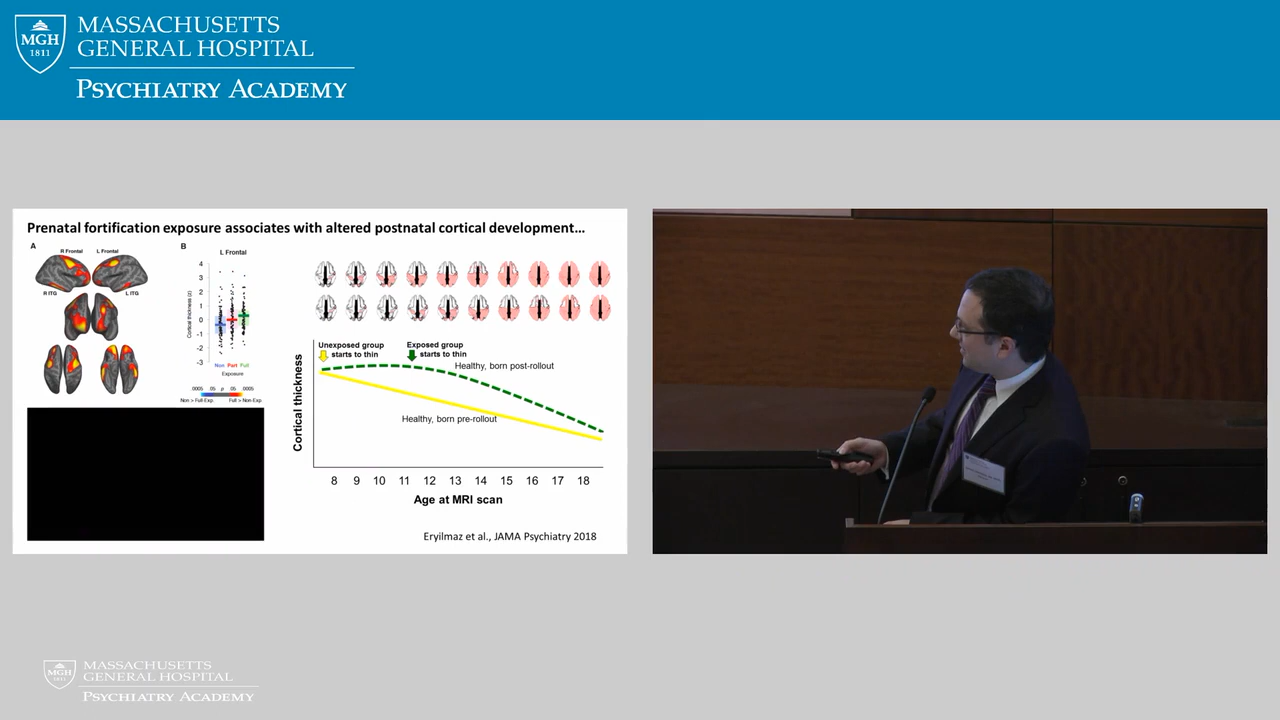 MASSACHUSETTS
GENERAL HOSPITAL
PSYCHIATRY ACADEMY
MGH
1811
Prenatal fortification exposure associates with altered postnatal cortical development...
A
R Frontal
L Frontal
R ITG
L ITG
B
L Frontal
Cortical thickness (z)
4
3
2
1
0
-1
-2
-3
Non Part Full
Exposure
.0005 .05 p .05 .0005
Non > Full-Exp
Full > Non-Exp
Unexposed group
starts to thin
Exposed group
starts to thin
Healthy, born post-rollout
Healthy, born pre-rollout
Cortical thickness
8 9 10 11 12 13 14 15 16 17 18
Age at MRI scan
Eryilmaz et al., JAMA Psychiatry 2018
MGH
1811
MASSACHUSETTS
GENERAL HOSPITAL
PSYCHIATRY ACADEMY